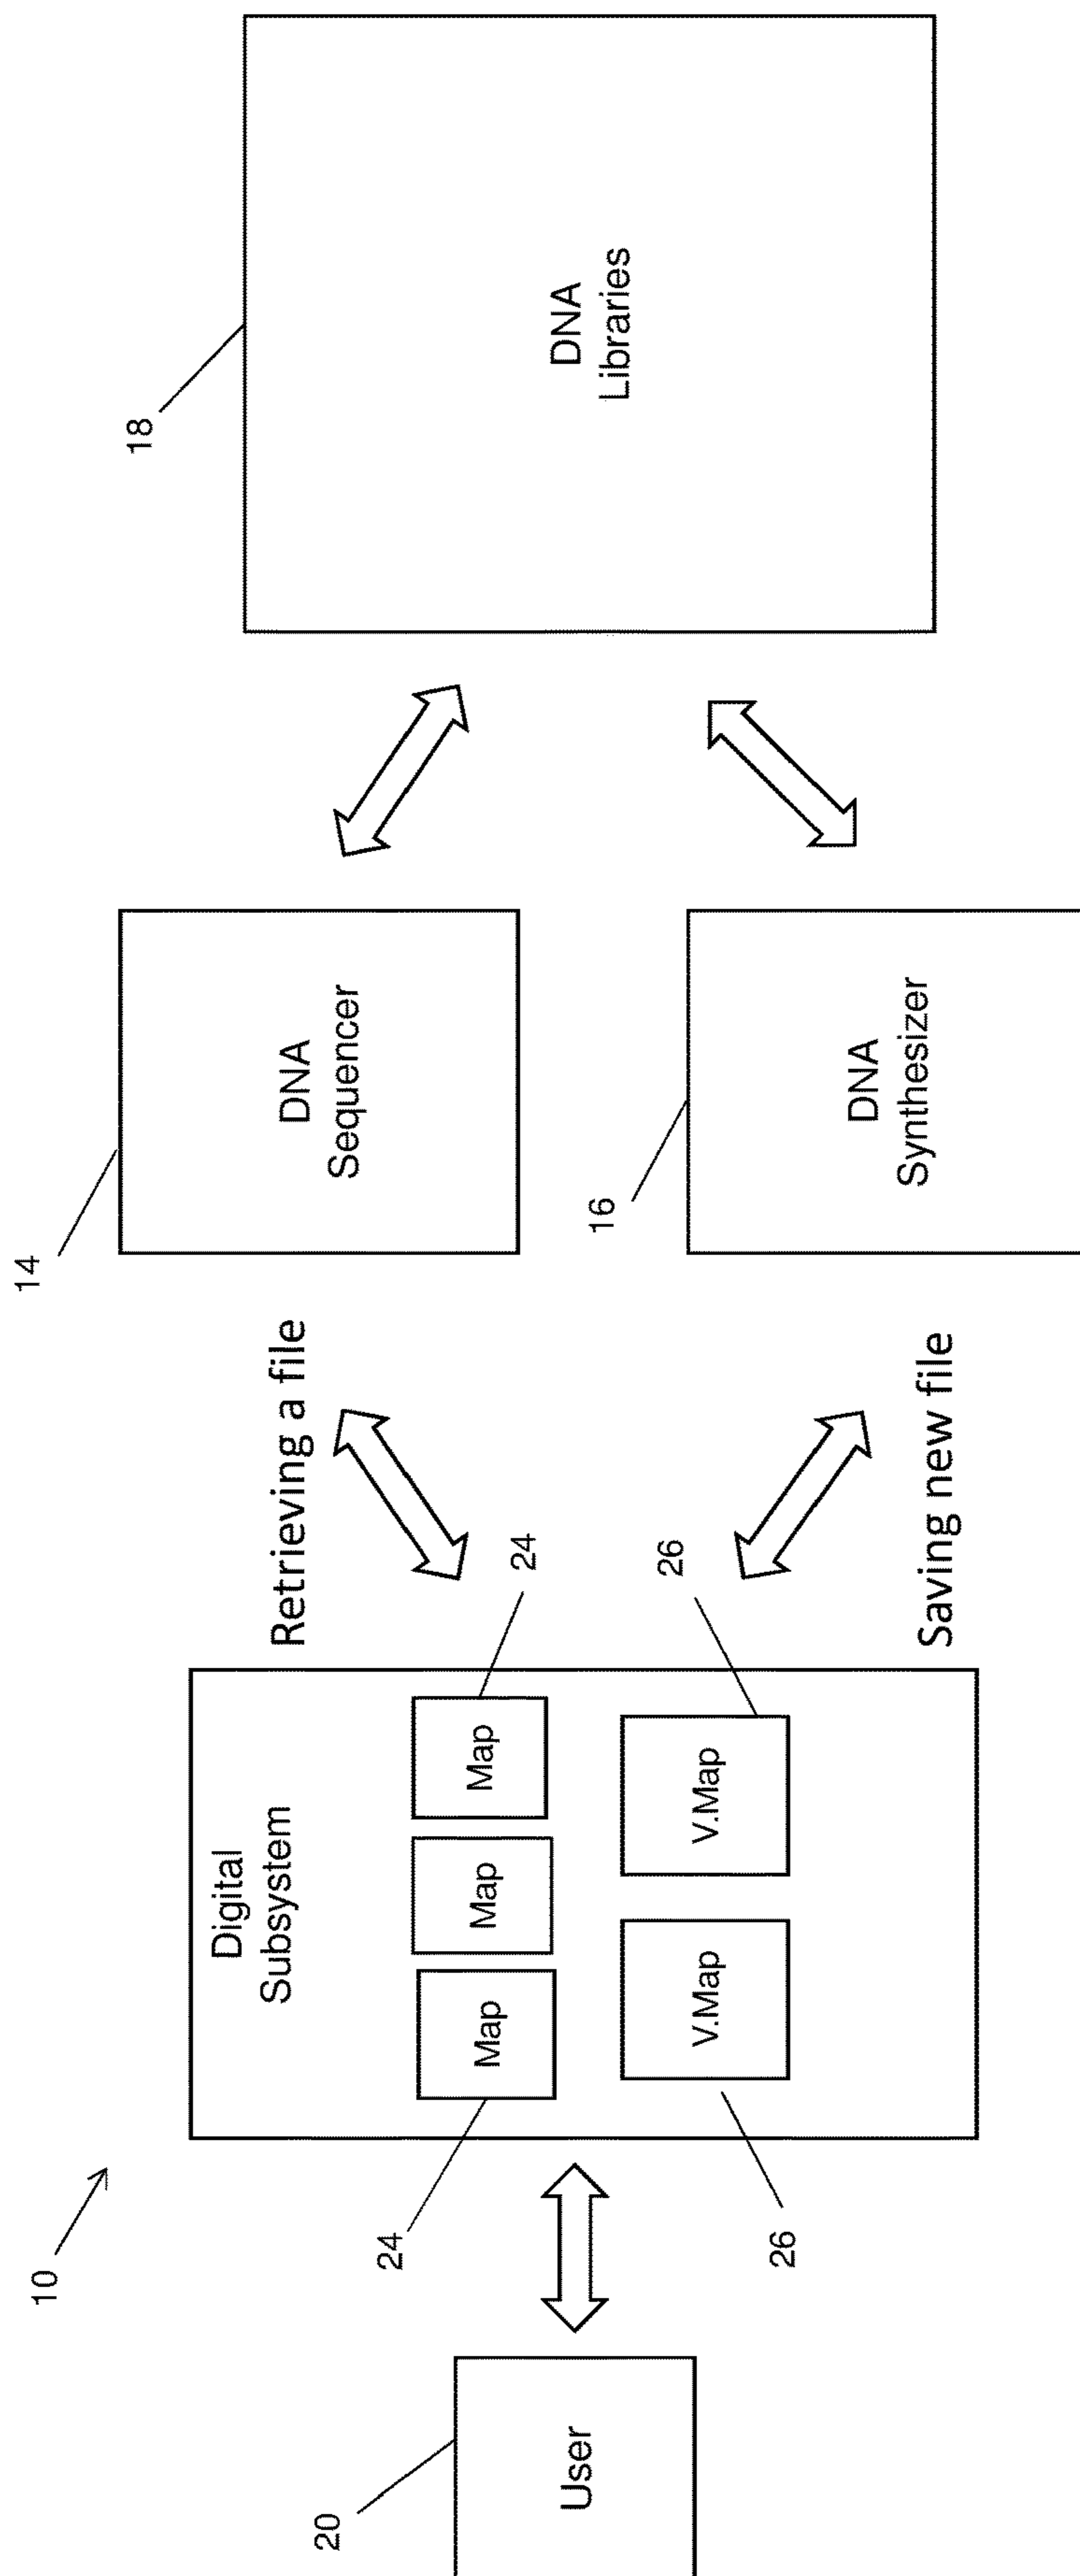 10
20
User
Digital
Subsystem
24
24
Map
Map
Map
26
26
V.Map
V.Map
Retrieving a file
Saving new file
14
DNA
Sequencer
16
DNA
Synthesizer
18
DNA
Libraries